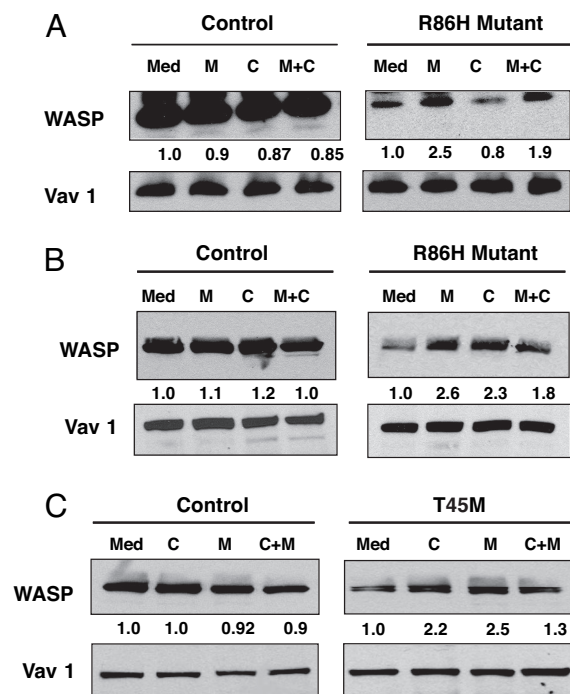 A Control R86H Mutant
Med M C M+C Med M C M+C
WASP
1.0 0.9 0.87 0.85 1.0 2.5 0.8 1.9
Vav 1
B Control R86H Mutant
Med M C M+C Med M C M+C
WASP
1.0 1.1 1.2 1.0 1.0 2.6 2.3 1.8
Vav 1
C Control T45M
Med C M C+M Med C M C+M
WASP
1.0 1.0 0.92 0.9 1.0 2.2 2.5 1.3
Vav 1